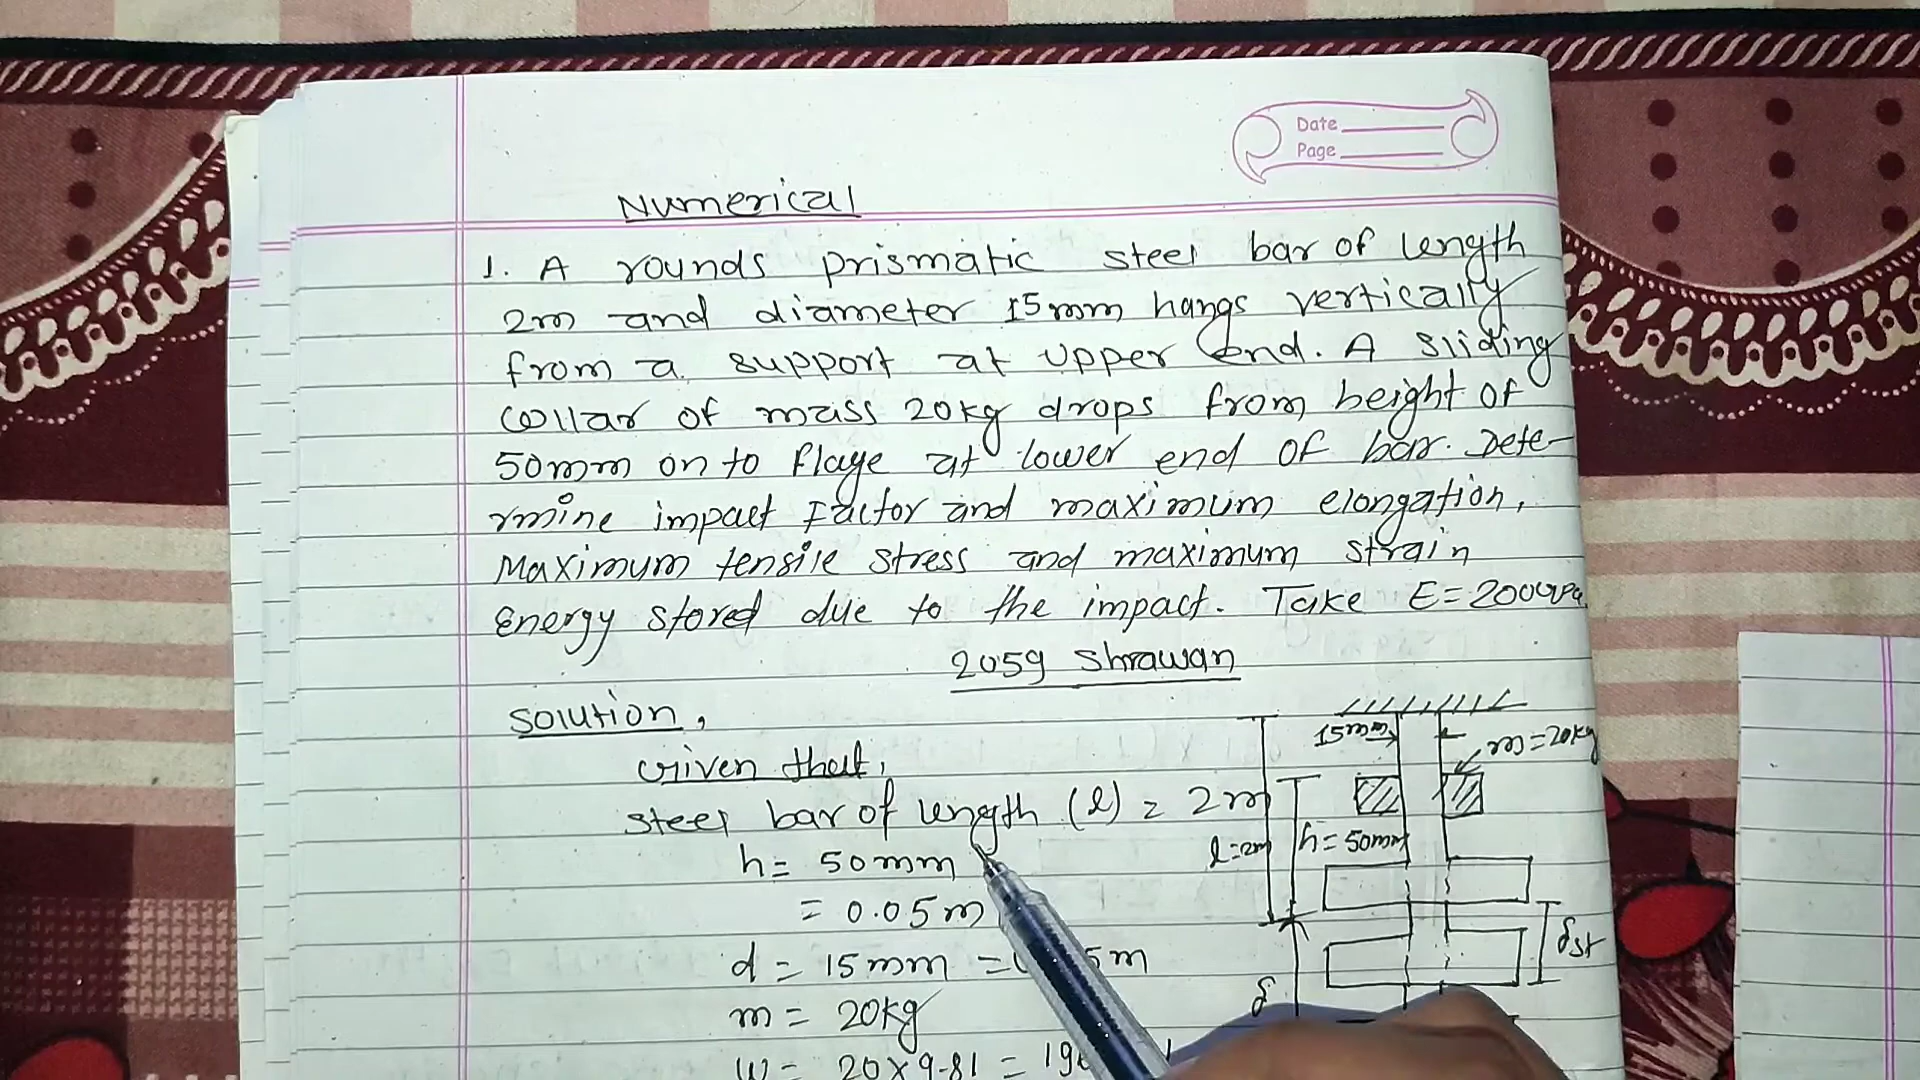 Date
Page
Numerical
1. A rounds prismatic steel bar of length
2m and diameter 15mm hangs vertically
from a support at upper end. A sliding
collar of mass 20kg drops from height of
50mm on to flage at lower end of bar. Dete-
rmine impact Factor and maximum elongation,
Maximum tensile stress and maximum strain
energy stored due to the impact. Take E=200GPa
2059 Shrawan
Solution,
Given that,
steel bar of length (l) = 2m
h= 50mm
= 0.05m
d = 15mm =
m = 20kg
W = 20x9.81 =
15mm
m=20kg
l=2m
h=50mm
δst
δ